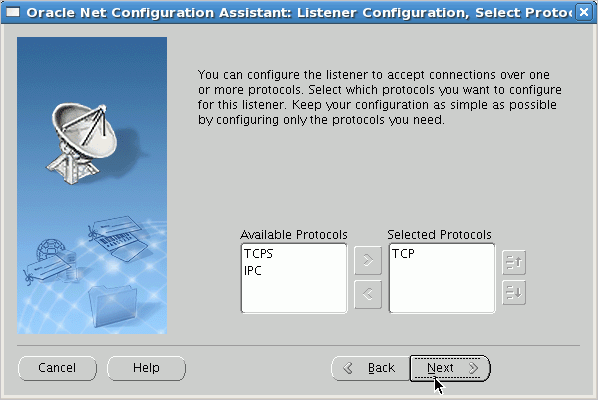 Oracle Net Configuration Assistant: Listener Configuration, Select Protoc
You can configure the listener to accept connections over one
or more protocols. Select which protocols you want to configure
for this listener. Keep your configuration as simple as possible
by configuring only the protocols you need.
Available Protocols
Selected Protocols
TCPS
IPC
TCP
Cancel
Help
Back
Next